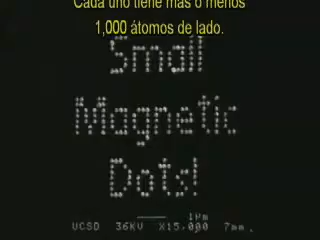 Cada uno tiene más o menos
1,000 átomos de lado.
Small
Magnetic
Dots!
1µm
UCSD 36KV X15,000 7mm